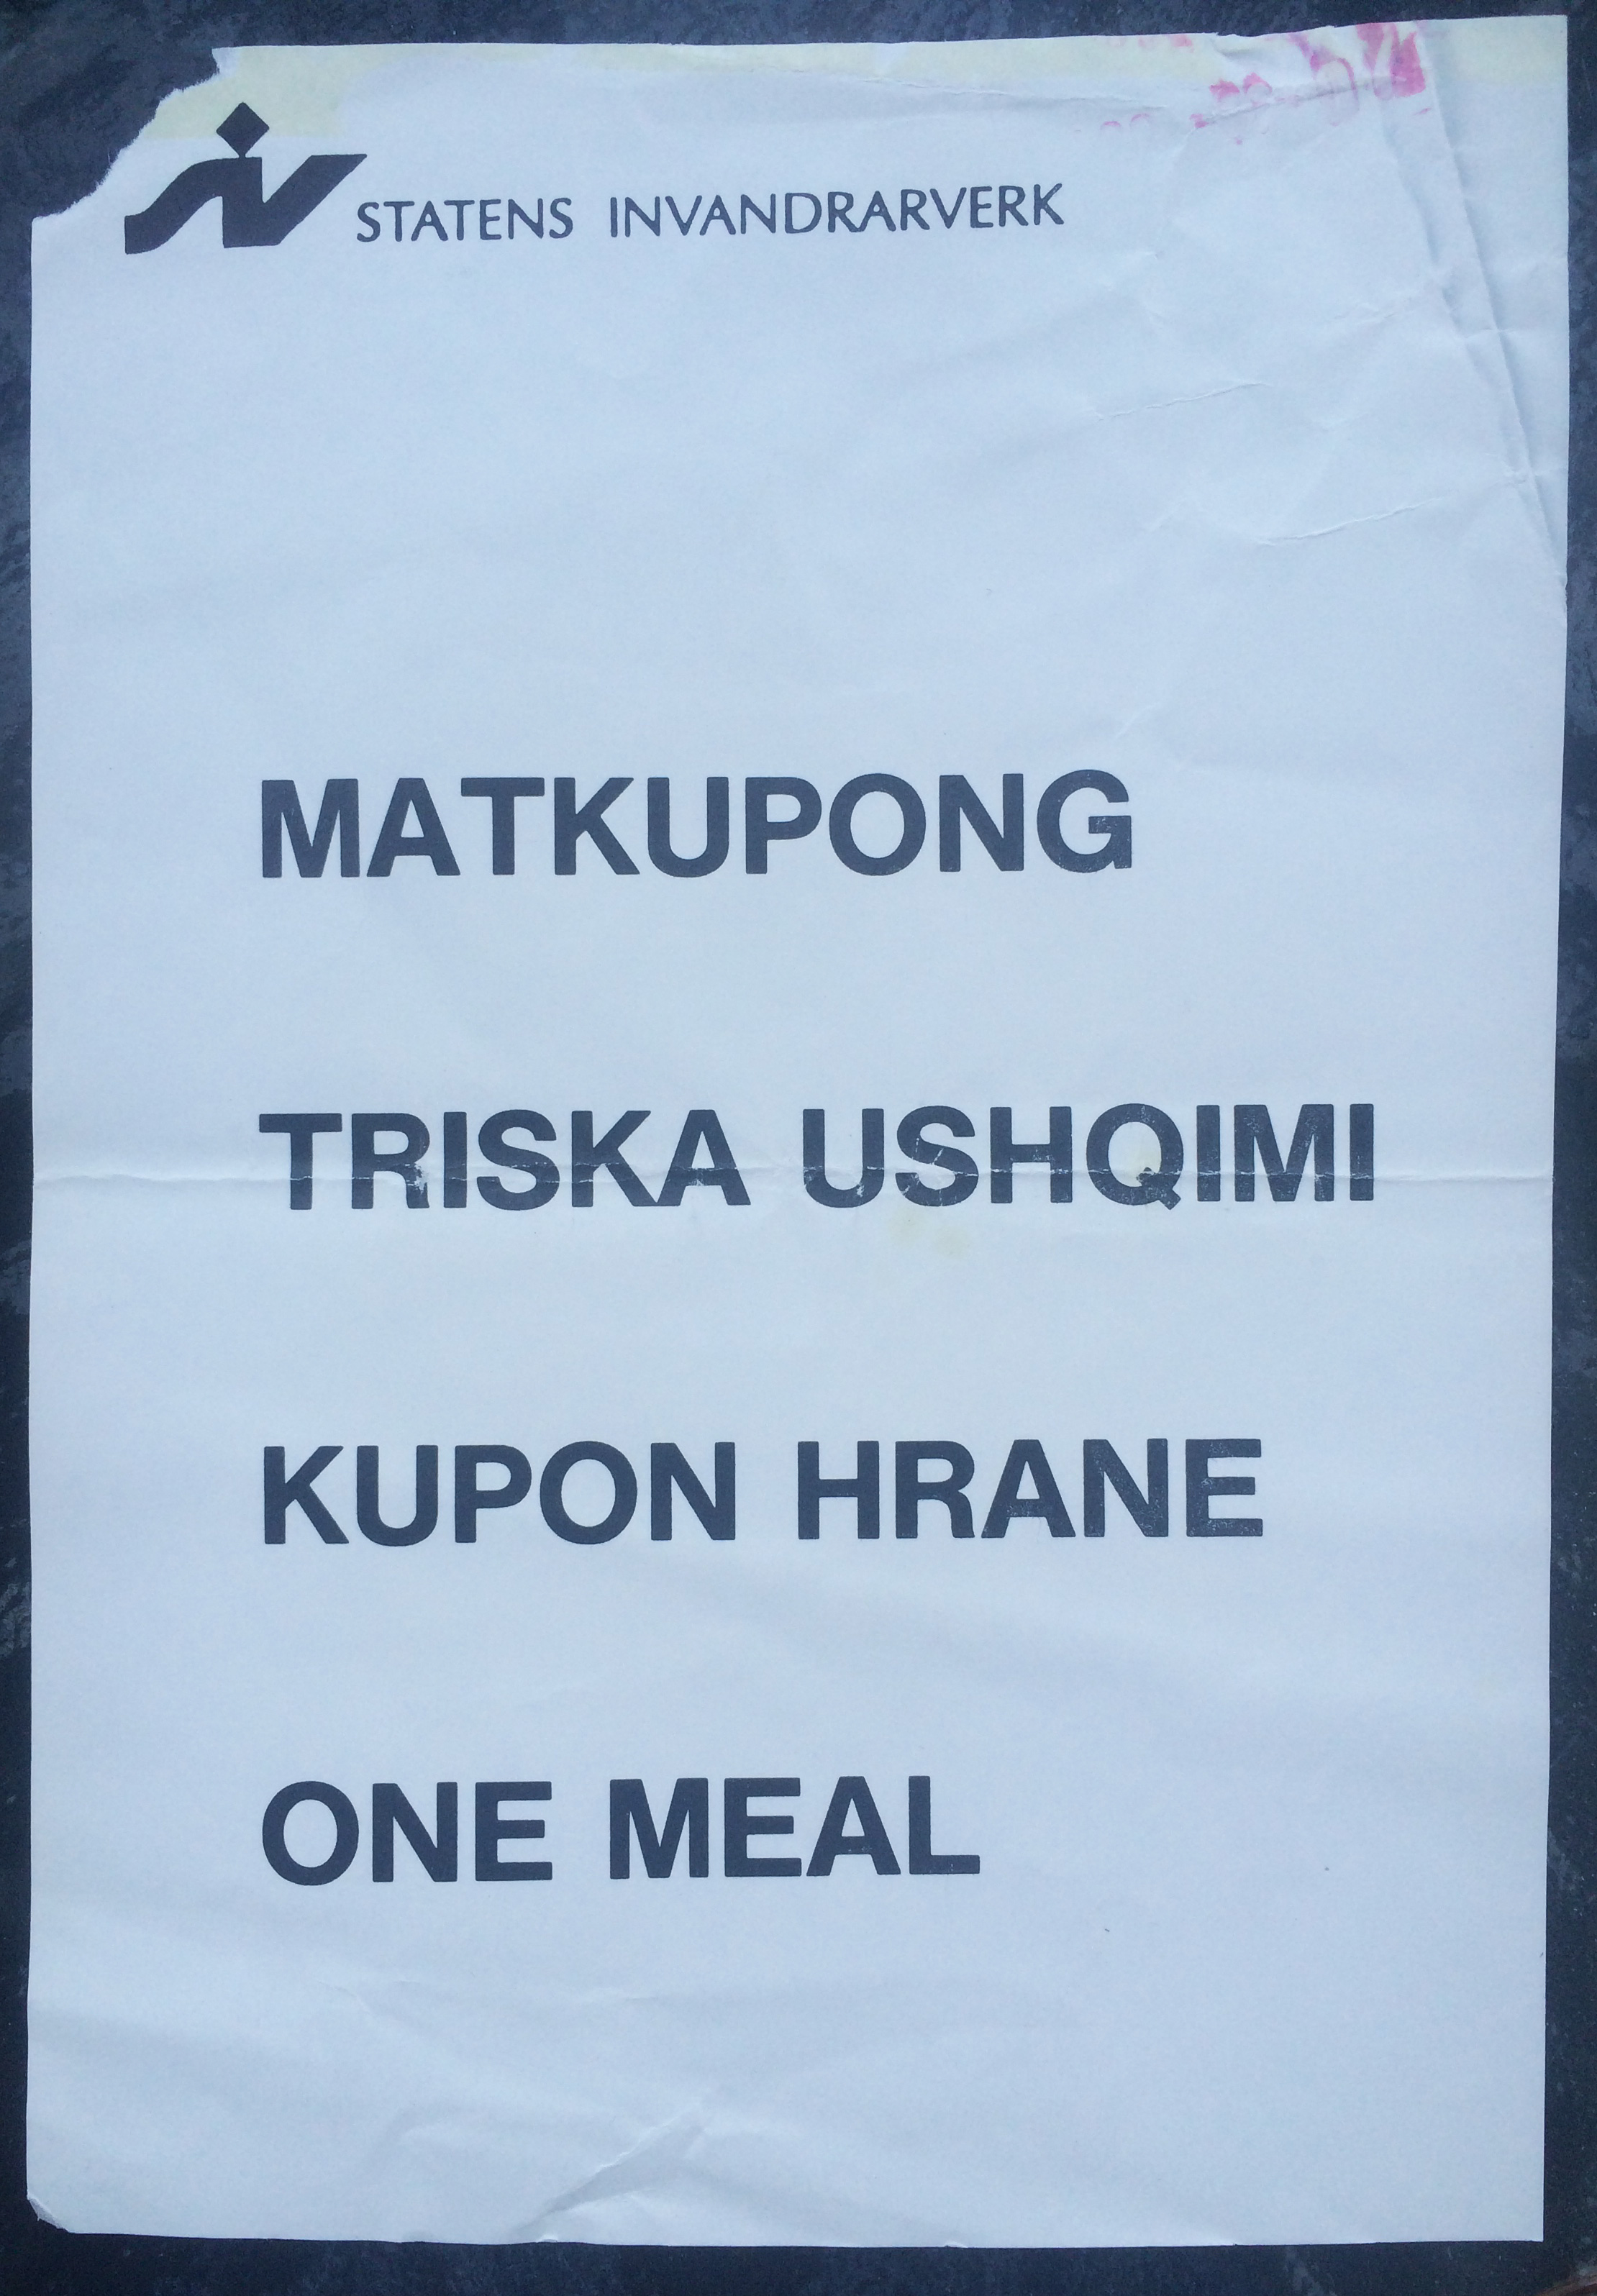 STATENS INVANDRARVERK
MATKUPONG
TRISKA USHQIMI
KUPON HRANE
ONE MEAL